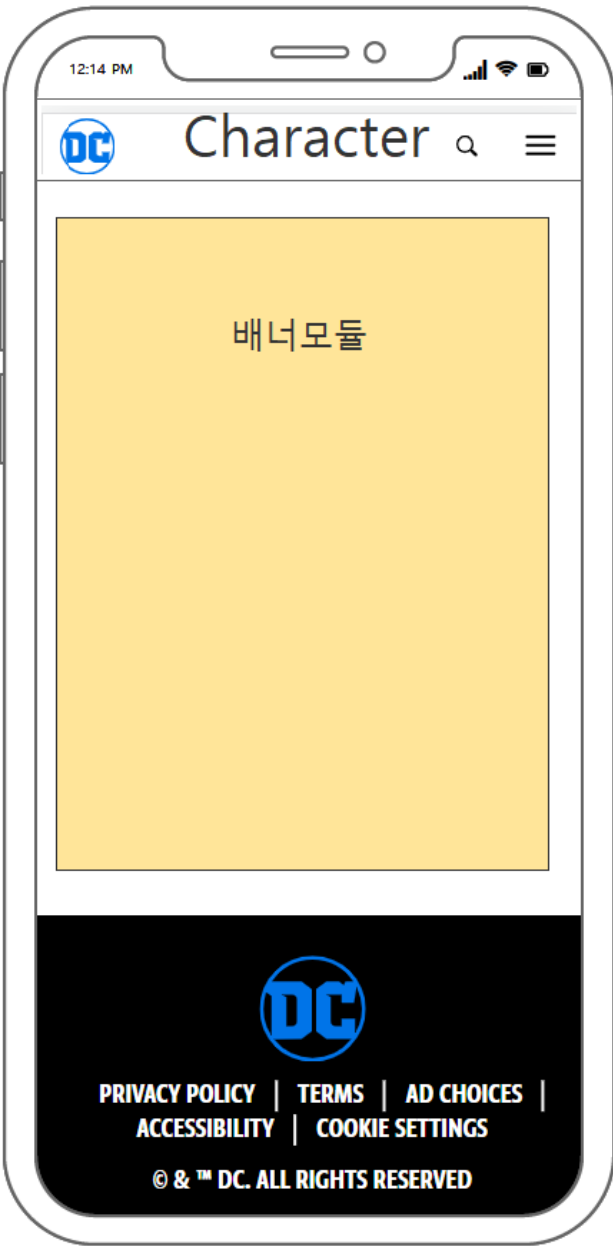 12:14 PM
DC Character
배너모듈
DC
PRIVACY POLICY | TERMS | AD CHOICES |
ACCESSIBILITY | COOKIE SETTINGS
© & ™ DC. ALL RIGHTS RESERVED